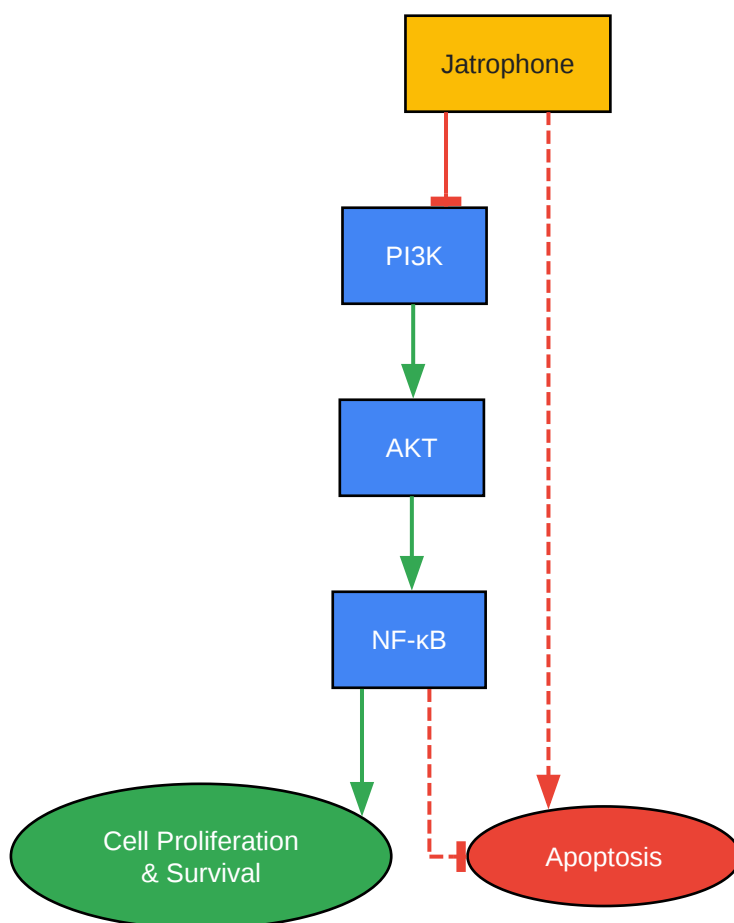 Jatrophone
PI3K
AKT
NF-κB
Cell Proliferation
& Survival
Apoptosis